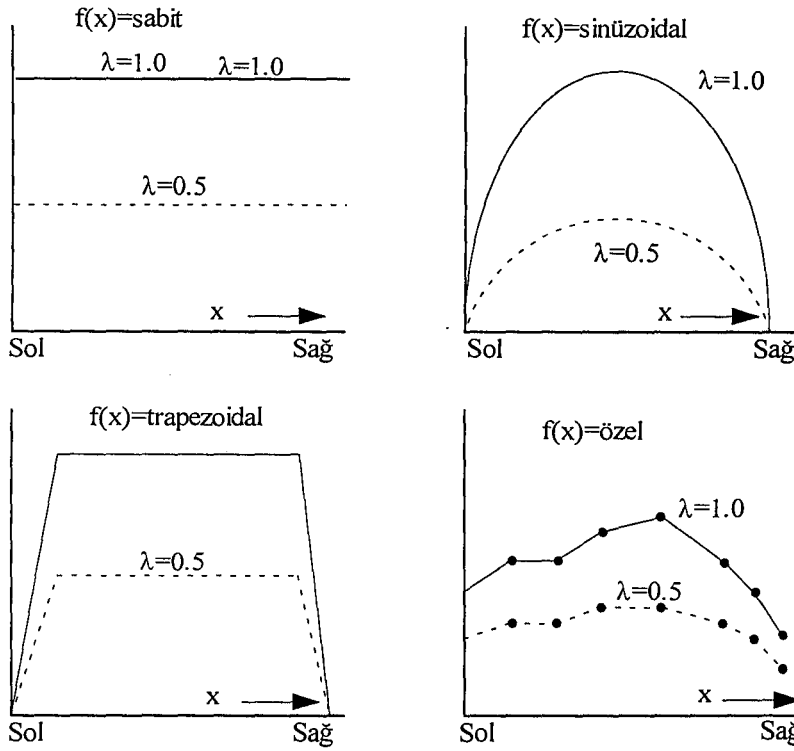 f(x)=sabit
λ=1.0 λ=1.0
λ=0.5
x
Sol Sağ
f(x)=sinüzoidal
λ=1.0
λ=0.5
x
Sol Sağ
f(x)=trapezoidal
λ=0.5
x
Sol Sağ
f(x)=özel
λ=1.0
λ=0.5
x
Sol Sağ